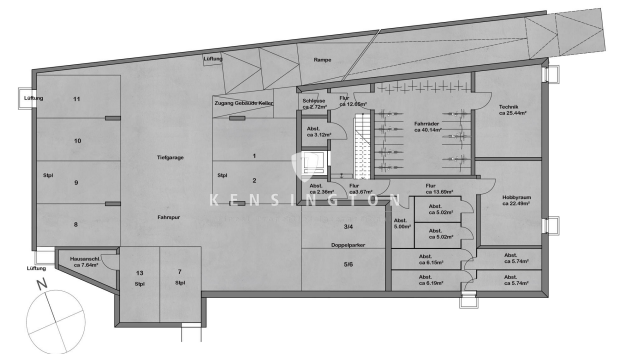 Lüftung
Rampe
Lüftung
11
Zugang Gebäude Keller
Schleuse
ca 2.72m²
Flur
ca 12.05m²
Technik
ca 25.44m²
Fahrräder
ca 40.14m²
Abst.
ca 3.12m²
10
Tiefgarage
1
Stpl
9
Stpl
2
Abst.
ca 2.36m²
Flur
ca3.67m²
Flur
ca 13.69m²
KENSINGTON
Hobbyraum
ca 22.49m²
Abst.
ca 5.02m²
Abst.
5.00m²
8
Fahrspur
3/4
Abst.
ca 5.02m²
Doppelparker
Hausanschl.
ca 7.64m²
5/6
Abst.
ca 6.15m²
Abst.
ca 5.74m²
Lüftung
13
Stpl
7
Stpl
Abst.
ca 6.19m²
Abst.
ca 5.74m²
N